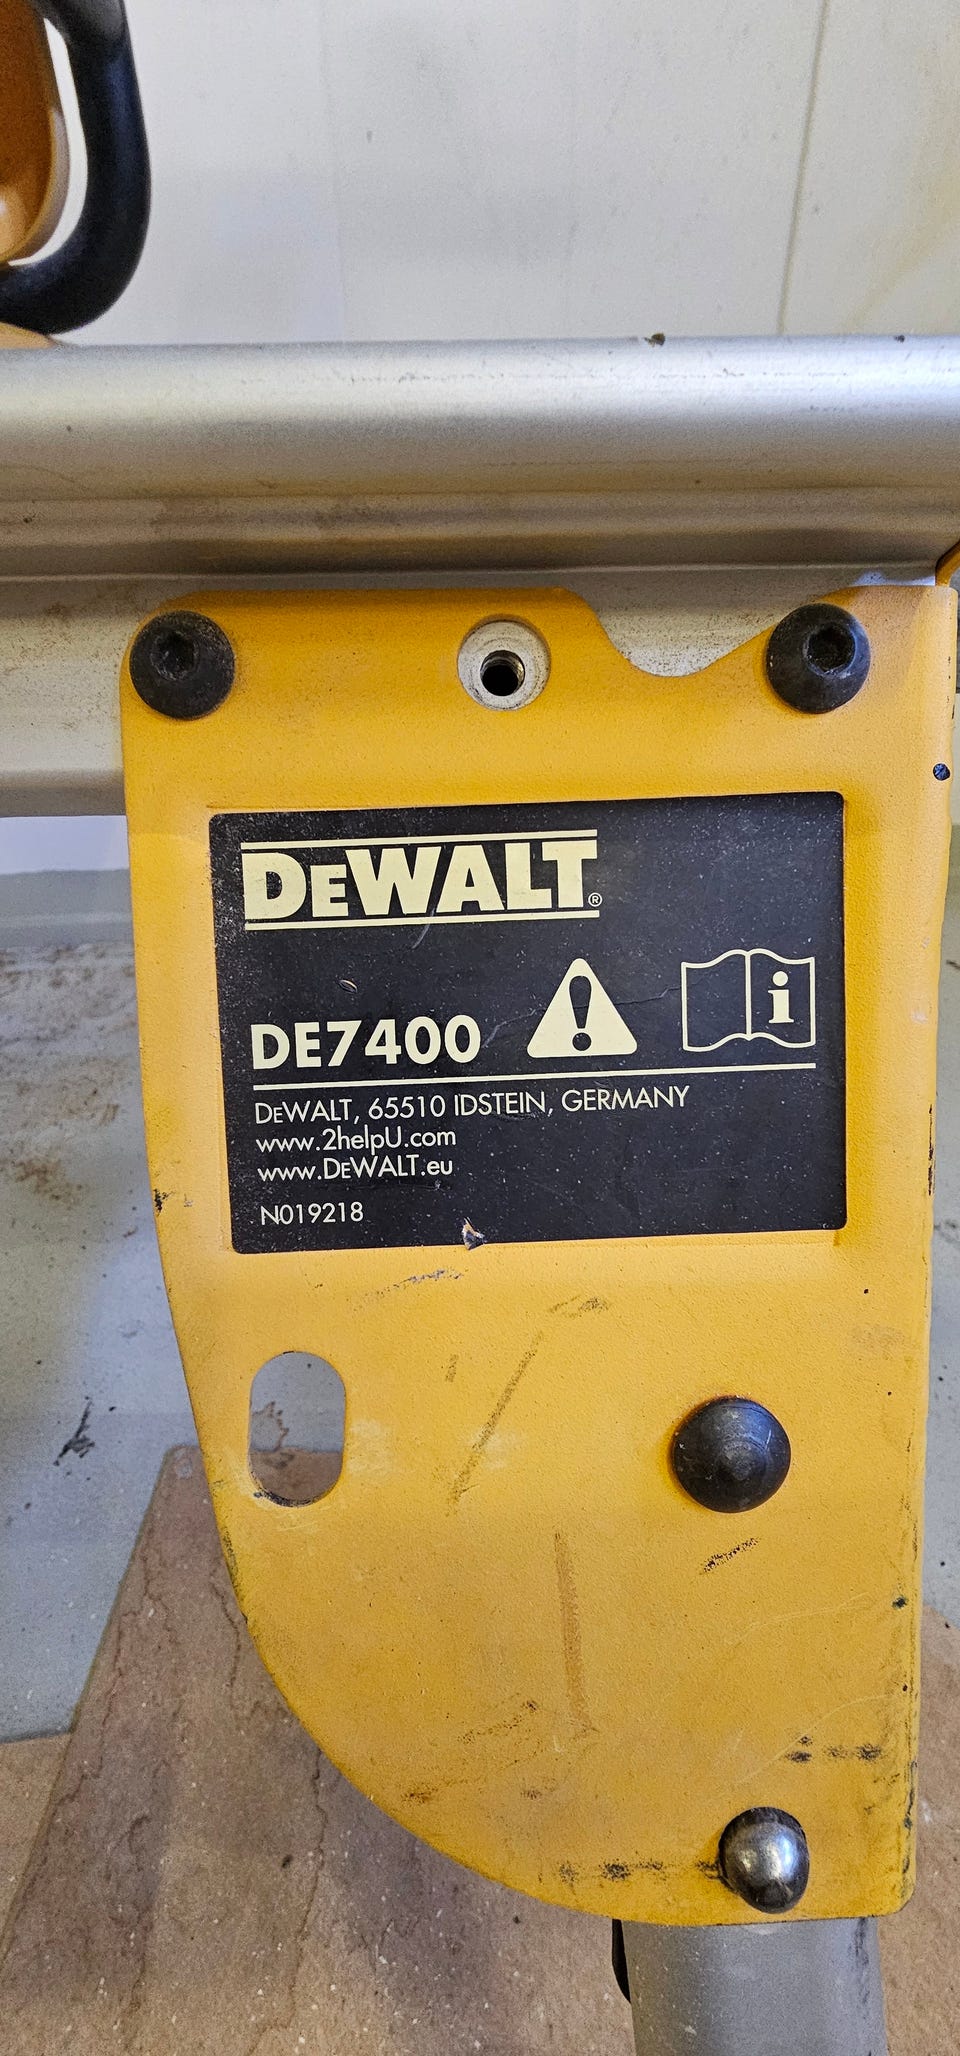 DEWALT®
DE7400
i
DEWALT, 65510 IDSTEIN, GERMANY
www.2helpU.com
www.DEWALT.eu
N019218